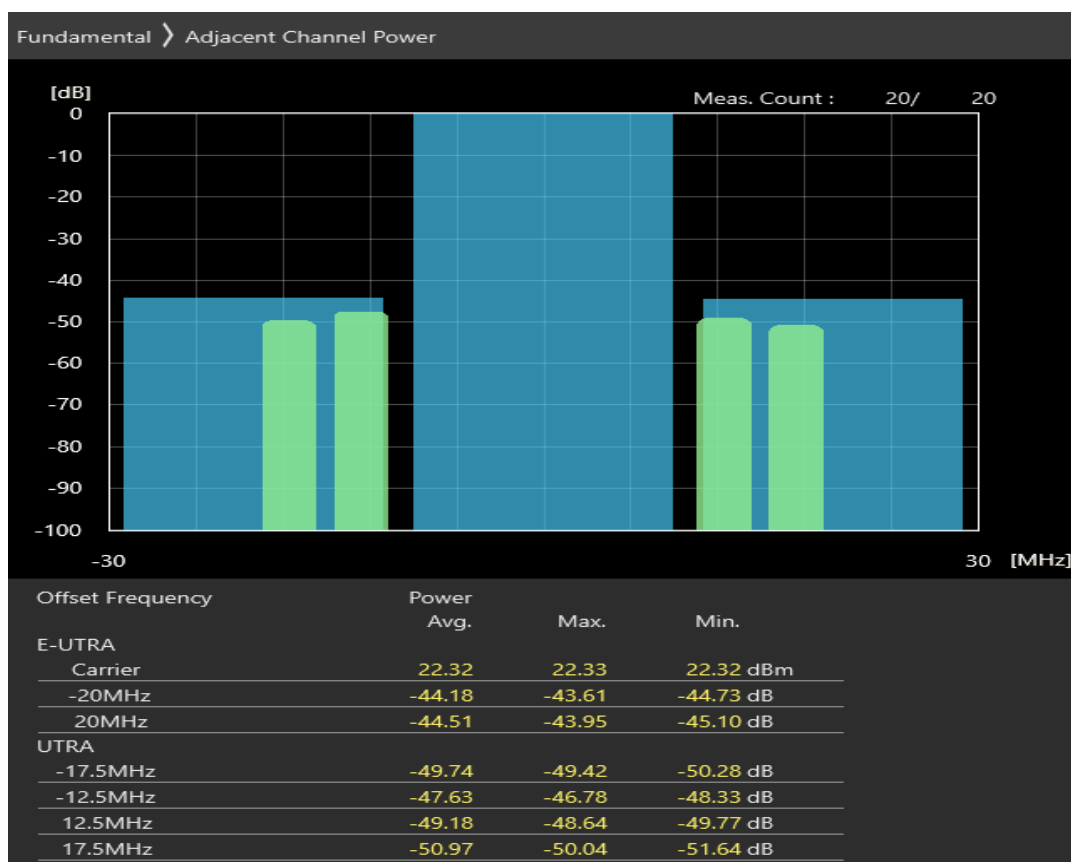 Fundamental ❯ Adjacent Channel Power
[dB]
Meas. Count : 20/ 20
0
-10
-20
-30
-40
-50
-60
-70
-80
-90
-100
-30 30 [MHz]
Offset Frequency Power
Avg. Max. Min.
E-UTRA
Carrier 22.32 22.33 22.32 dBm
-20MHz -44.18 -43.61 -44.73 dB
20MHz -44.51 -43.95 -45.10 dB
UTRA
-17.5MHz -49.74 -49.42 -50.28 dB
-12.5MHz -47.63 -46.78 -48.33 dB
12.5MHz -49.18 -48.64 -49.77 dB
17.5MHz -50.97 -50.04 -51.64 dB